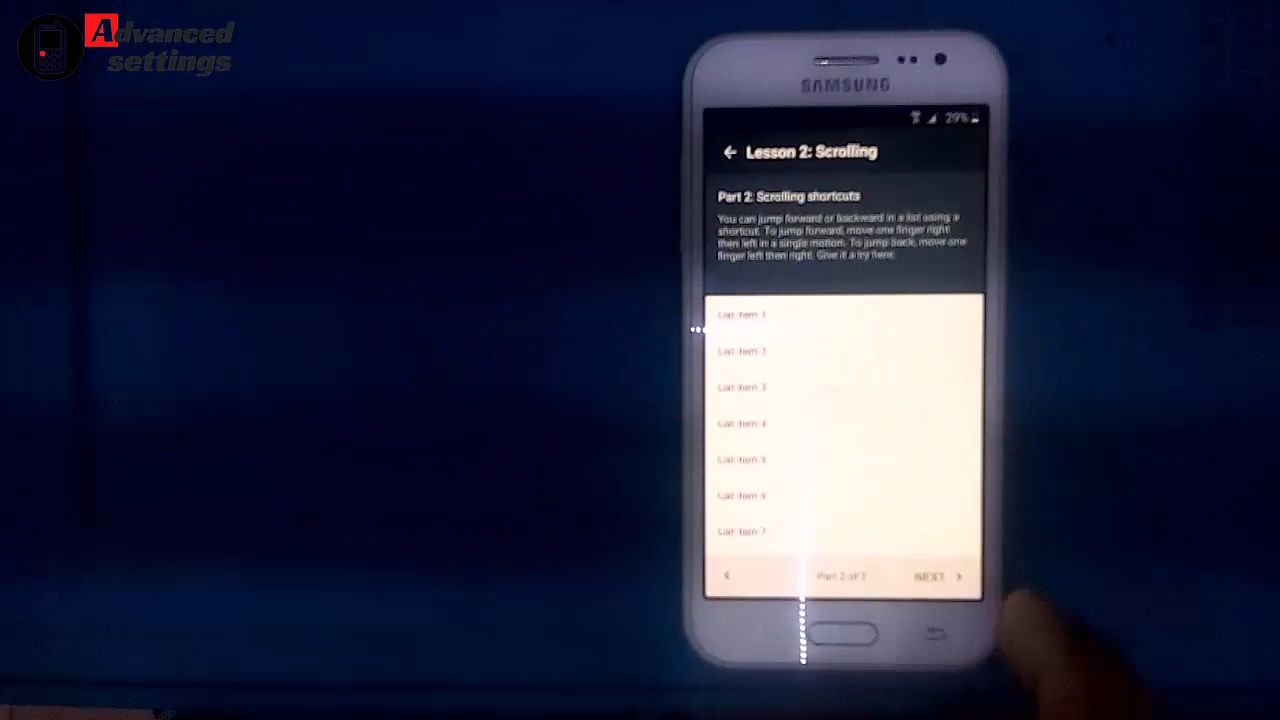 Advanced
settings
SAMSUNG
29%
Lesson 2: Scrolling
Part 2: Scrolling shortcuts
You can jump forward or backward in a list using a
shortcut. To jump forward, move one finger right
then left in a single motion. To jump back, move one
finger left then right. Give it a try here.
List item 1
List item 2
List item 3
List item 4
List item 5
List item 6
List item 7
Part 2 of 2
NEXT